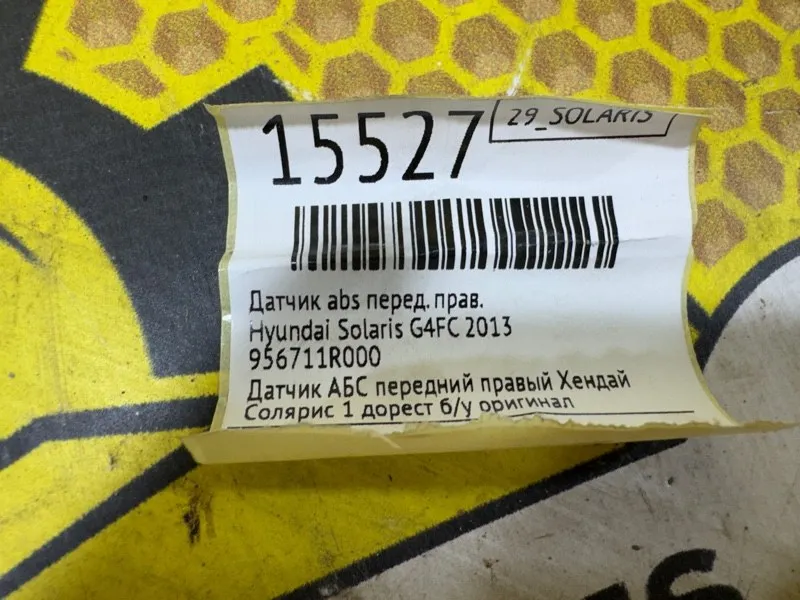 15527
29_SOLARIS
Датчик abs перед. прав.
Hyundai Solaris G4FC 2013
956711R000
Датчик АБС передний правый Хендай
Солярис 1 дорест б/у оригинал